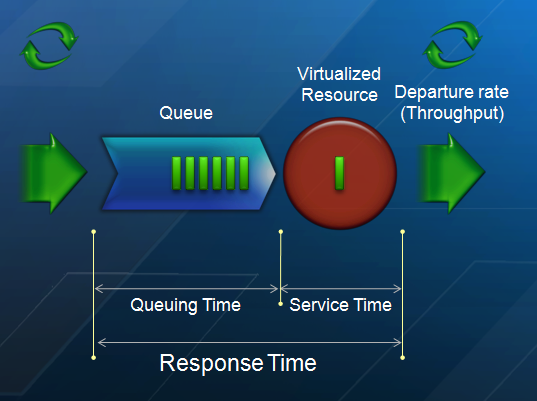 Virtualized
Resource
Departure rate
(Throughput)
Queue
Queuing Time
Service Time
Response Time